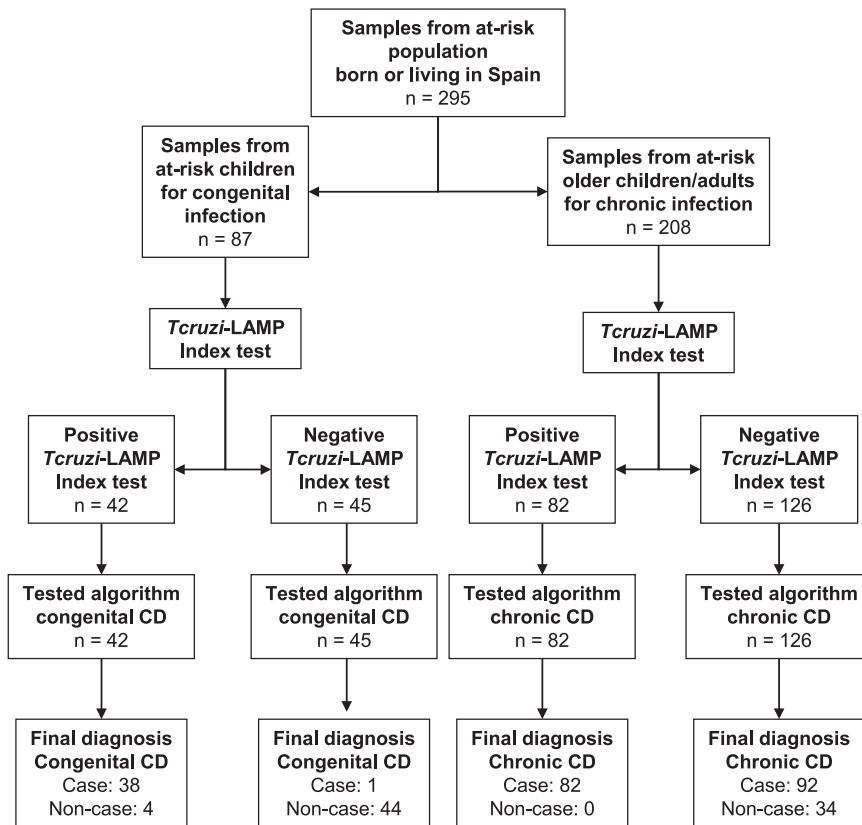 Samples from at-risk
population
born or living in Spain
n = 295
Samples from
at-risk children
for congenital
infection
n = 87
Samples from at-risk
older children/adults
for chronic infection
n = 208
Tcruzi-LAMP
Index test
Tcruzi-LAMP
Index test
Positive
Tcruzi-LAMP
Index test
n = 42
Negative
Tcruzi-LAMP
Index test
n = 45
Positive
Tcruzi-LAMP
Index test
n = 82
Negative
Tcruzi-LAMP
Index test
n = 126
Tested algorithm
congenital CD
n = 42
Tested algorithm
congenital CD
n = 45
Tested algorithm
chronic CD
n = 82
Tested algorithm
chronic CD
n = 126
Final diagnosis
Congenital CD
Case: 38
Non-case: 4
Final diagnosis
Congenital CD
Case: 1
Non-case: 44
Final diagnosis
Chronic CD
Case: 82
Non-case: 0
Final diagnosis
Chronic CD
Case: 92
Non-case: 34